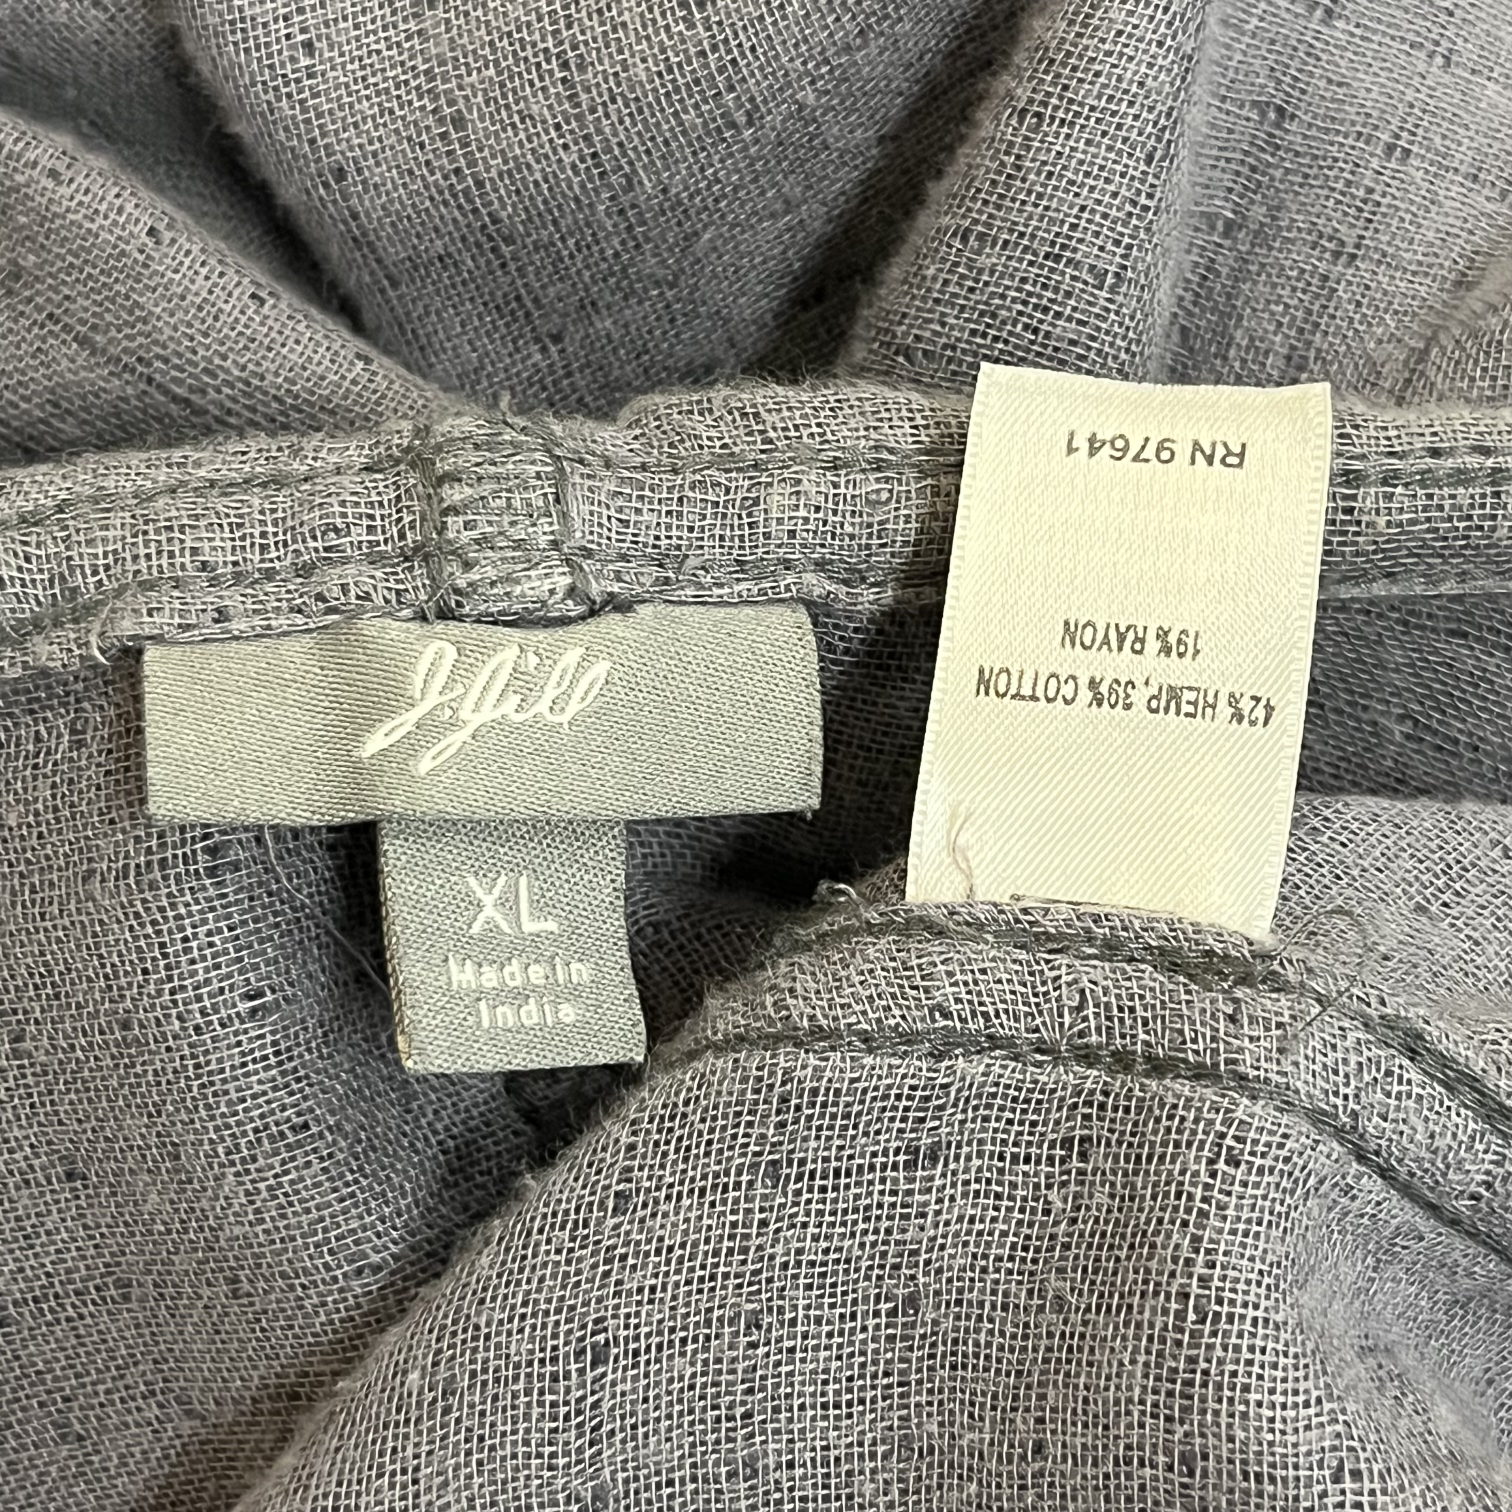 J.Jill
XL
Made in
India
42% HEMP, 39% COTTON
19% RAYON
RN 97641